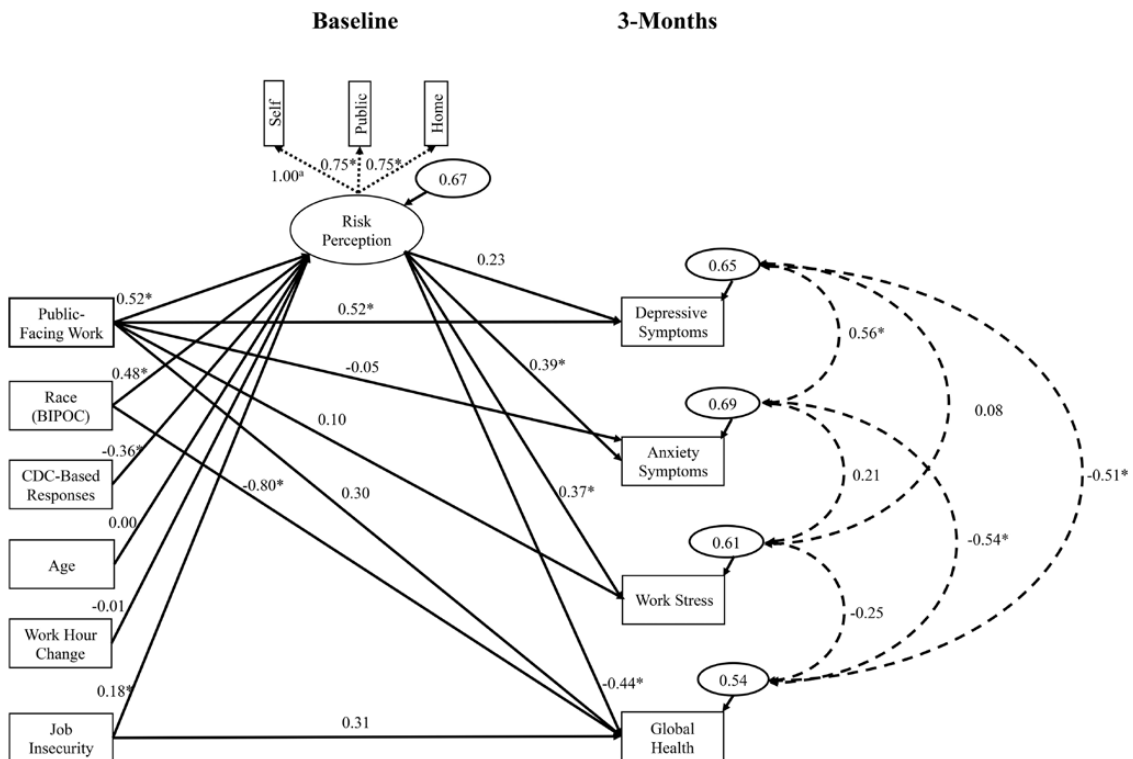 Baseline
3-Months
Self
Public
Home
1.00ᵃ
0.75*
0.75*
0.67
Risk
Perception
0.23
0.65
Public-
Facing Work
0.52*
0.52*
Depressive
Symptoms
0.56*
-0.05
0.39*
Race
(BIPOC)
0.48*
0.10
0.69
0.08
CDC-Based
Responses
-0.36*
-0.80*
0.30
0.37*
Anxiety
Symptoms
0.21
-0.51*
Age
0.00
0.61
-0.54*
Work Stress
Work Hour
Change
-0.01
-0.25
0.18*
-0.44*
0.54
Job
Insecurity
0.31
Global
Health